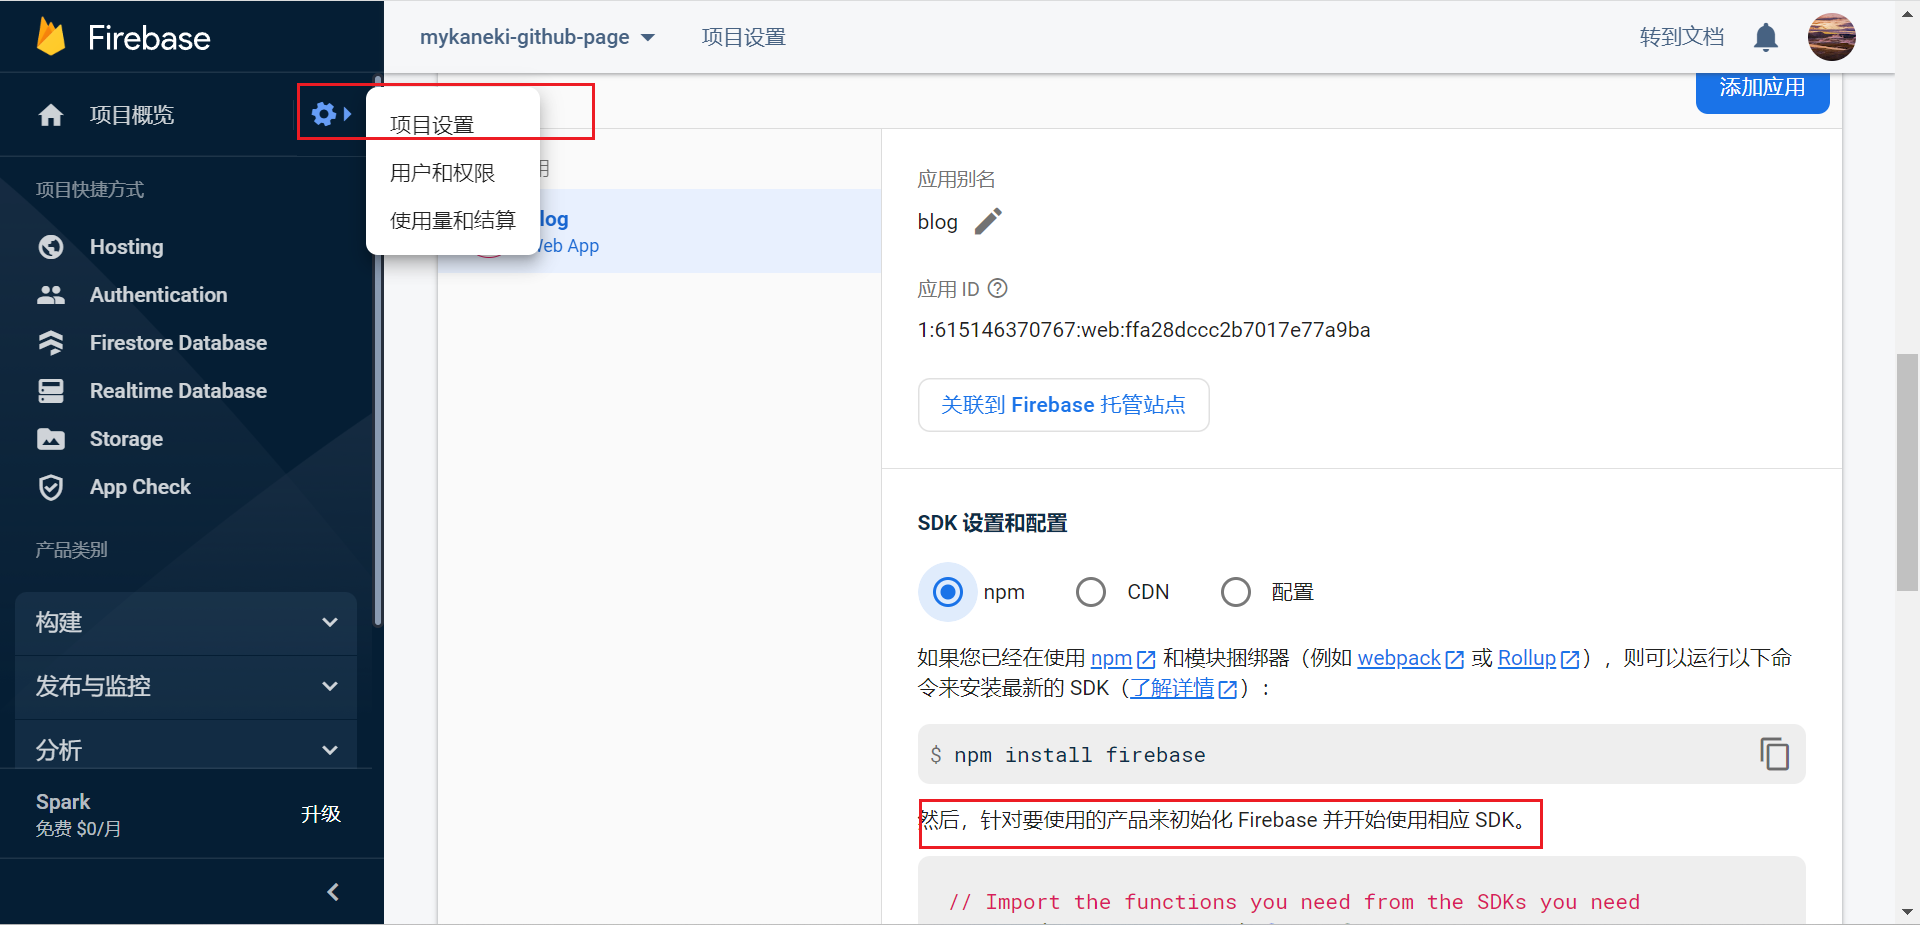 Firebase
mykaneki-github-page
项目设置
转到文档
项目概览
项目设置
用户和权限
使用量和结算
添加应用
项目快捷方式
Hosting
Authentication
Firestore Database
Realtime Database
Storage
App Check
产品类别
构建
发布与监控
分析
Spark
免费 $0/月
升级
用
log
Web App
应用别名
blog
应用 ID
1:615146370767:web:ffa28dccc2b7017e77a9ba
关联到 Firebase 托管站点
SDK 设置和配置
npm
CDN
配置
如果您已经在使用 npm 和模块捆绑器（例如 webpack 或 Rollup），则可以运行以下命
令来安装最新的 SDK（了解详情）：
$ npm install firebase
然后，针对要使用的产品来初始化 Firebase 并开始使用相应 SDK。
// Import the functions you need from the SDKs you need